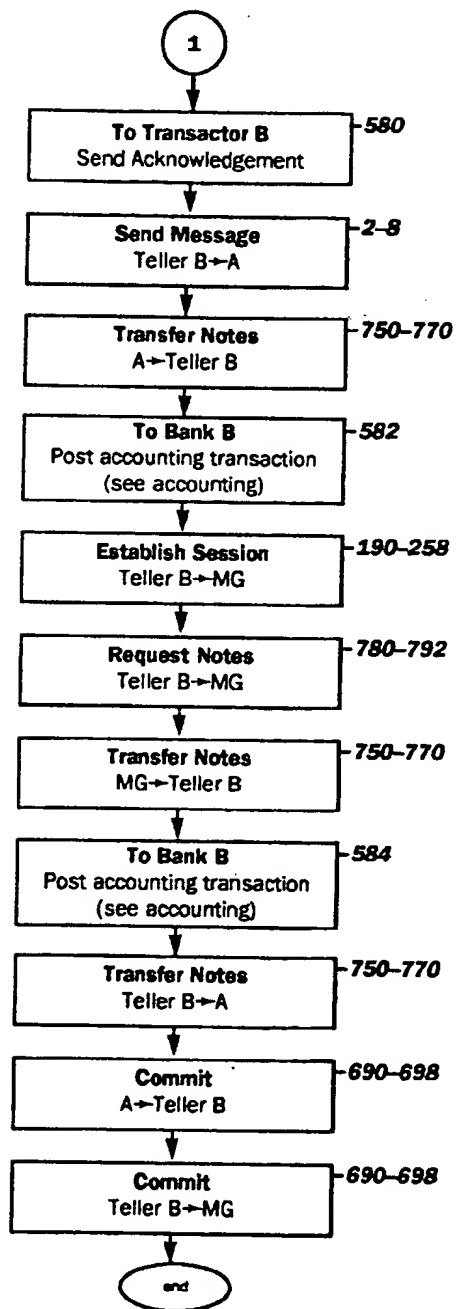 1
To Transactor B
Send Acknowledgement
580
Send Message
Teller B→A
2–8
Transfer Notes
A→Teller B
750–770
To Bank B
Post accounting transaction
(see accounting)
582
Establish Session
Teller B→MG
190–258
Request Notes
Teller B→MG
780–792
Transfer Notes
MG→Teller B
750–770
To Bank B
Post accounting transaction
(see accounting)
584
Transfer Notes
Teller B→A
750–770
Commit
A→Teller B
690–698
Commit
Teller B→MG
690–698
end